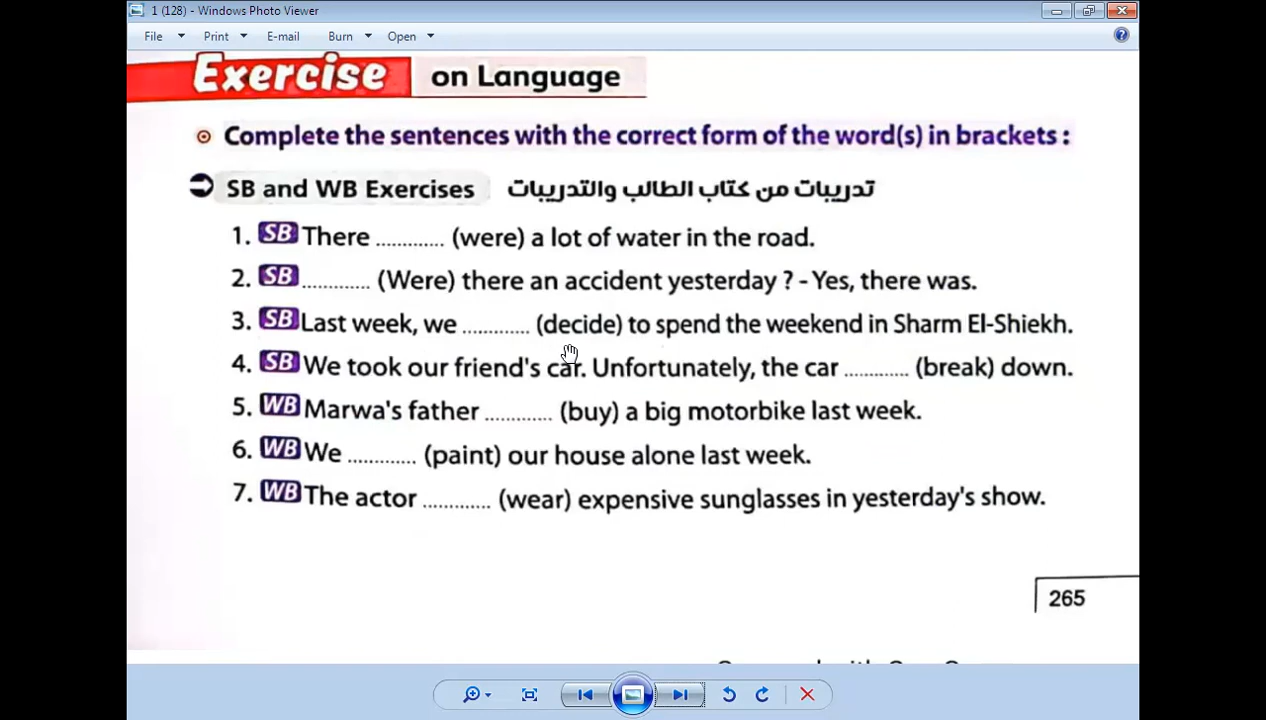 1 (128) - Windows Photo Viewer
File Print E-mail Burn Open
Exercise on Language
Complete the sentences with the correct form of the word(s) in brackets :
SB and WB Exercises تدريبات من كتاب الطالب والتدريبات
1. SB There ............ (were) a lot of water in the road.
2. SB ............ (Were) there an accident yesterday ? - Yes, there was.
3. SB Last week, we ............ (decide) to spend the weekend in Sharm El-Shiekh.
4. SB We took our friend's car. Unfortunately, the car ............ (break) down.
5. WB Marwa's father ............ (buy) a big motorbike last week.
6. WB We ............ (paint) our house alone last week.
7. WB The actor ............ (wear) expensive sunglasses in yesterday's show.
265